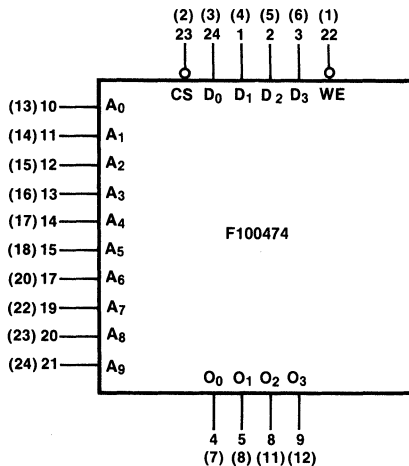 (2) (3) (4) (5) (6) (1)
23 24 1 2 3 22
CS D0 D1 D2 D3 WE
(13) 10 A0
(14) 11 A1
(15) 12 A2
(16) 13 A3
(17) 14 A4
F100474
(18) 15 A5
(20) 17 A6
(22) 19 A7
(23) 20 A8
(24) 21 A9
O0 O1 O2 O3
4 5 8 9
(7) (8) (11) (12)